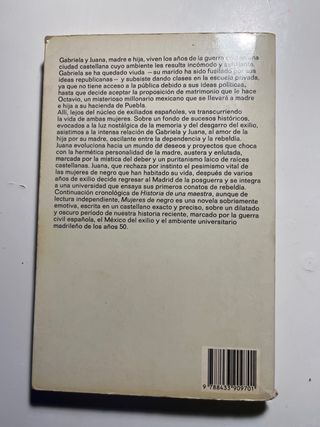 Gabriela y Juana, madre e hija, viven los años de la guerra civil en una
ciudad castellana cuyo ambiente les resulta incómodo y asfixiante.
Gabriela se ha quedado viuda —su marido ha sido fusilado por sus
ideas republicanas— y subsiste dando clases en la escuela privada,
ya que no tiene acceso a la pública debido a sus ideas políticas,
hasta que decide aceptar la proposición de matrimonio que le hace
Octavio, un misterioso millonario mexicano que se llevará a madre
e hija a su hacienda de Puebla.
Allí, lejos del núcleo de exiliados españoles, va transcurriendo
la vida de ambas mujeres. Sobre un fondo de sucesos históricos,
evocados a la luz nostálgica de la memoria y del desgarro del exilio,
asistimos a la intensa relación de Gabriela y Juana, al amor de la hija
por su madre, oscilante entre la dependencia y la rebeldía.
Juana evoluciona hacia un mundo de deseos y proyectos que choca
con la hermética personalidad de la madre, austera y enlutada,
marcada por la mística del deber y un puritanismo laico de raíces
castellanas. Juana, que rechaza por instinto el pesimismo vital de
las mujeres de negro que han habitado su vida, después de varios
años de exilio decide regresar al Madrid de la posguerra y se integra
a una universidad que ensaya sus primeros conatos de rebeldía.
Continuación cronológica de Historia de una maestra, aunque de
lectura independiente, Mujeres de negro es una novela sobriamente
emotiva, escrita en un castellano exacto y preciso, sobre un dilatado
y oscuro periodo de nuestra historia reciente, marcado por la guerra
civil española, el México del exilio y el ambiente universitario
madrileño de los años 50.
9 788433 909701